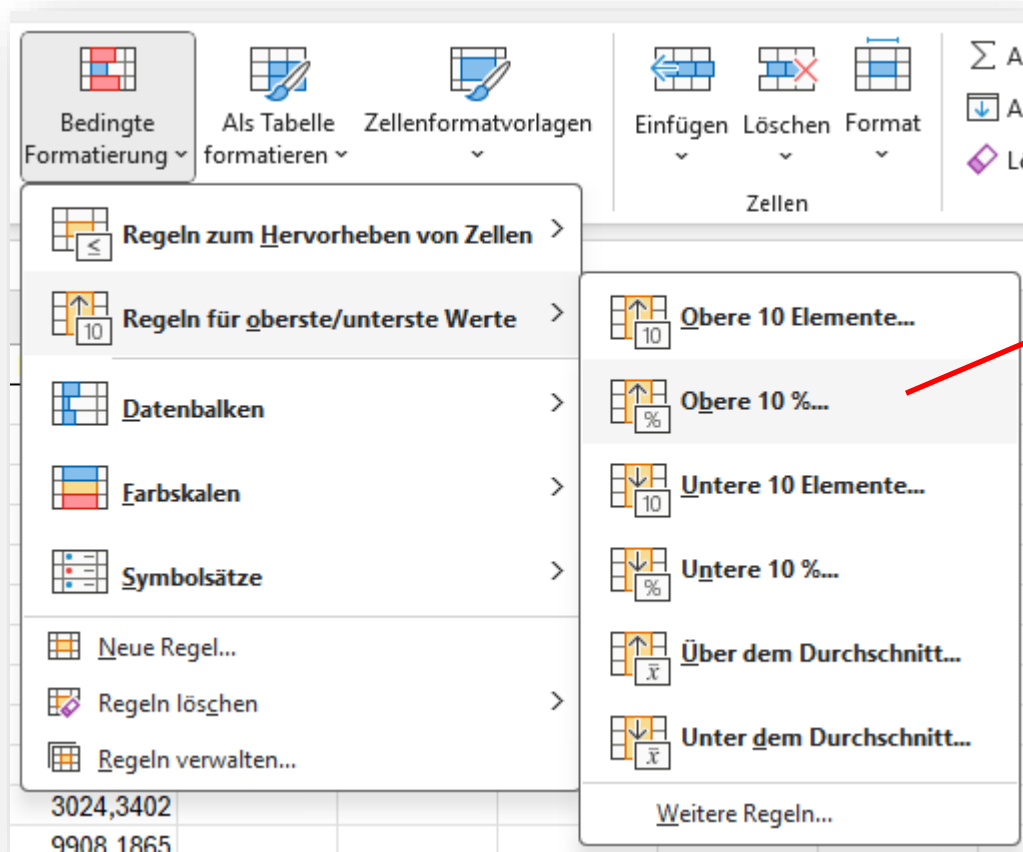 Bedingte
Formatierung
Als Tabelle
formatieren
Zellenformatvorlagen
Einfügen
Löschen
Format
Zellen
Regeln zum Hervorheben von Zellen
Regeln für oberste/unterste Werte
Datenbalken
Farbskalen
Symbolsätze
Neue Regel...
Regeln löschen
Regeln verwalten...
Obere 10 Elemente...
Obere 10 %...
Untere 10 Elemente...
Untere 10 %...
Über dem Durchschnitt...
Unter dem Durchschnitt...
Weitere Regeln...
3024,3402
9908,1865